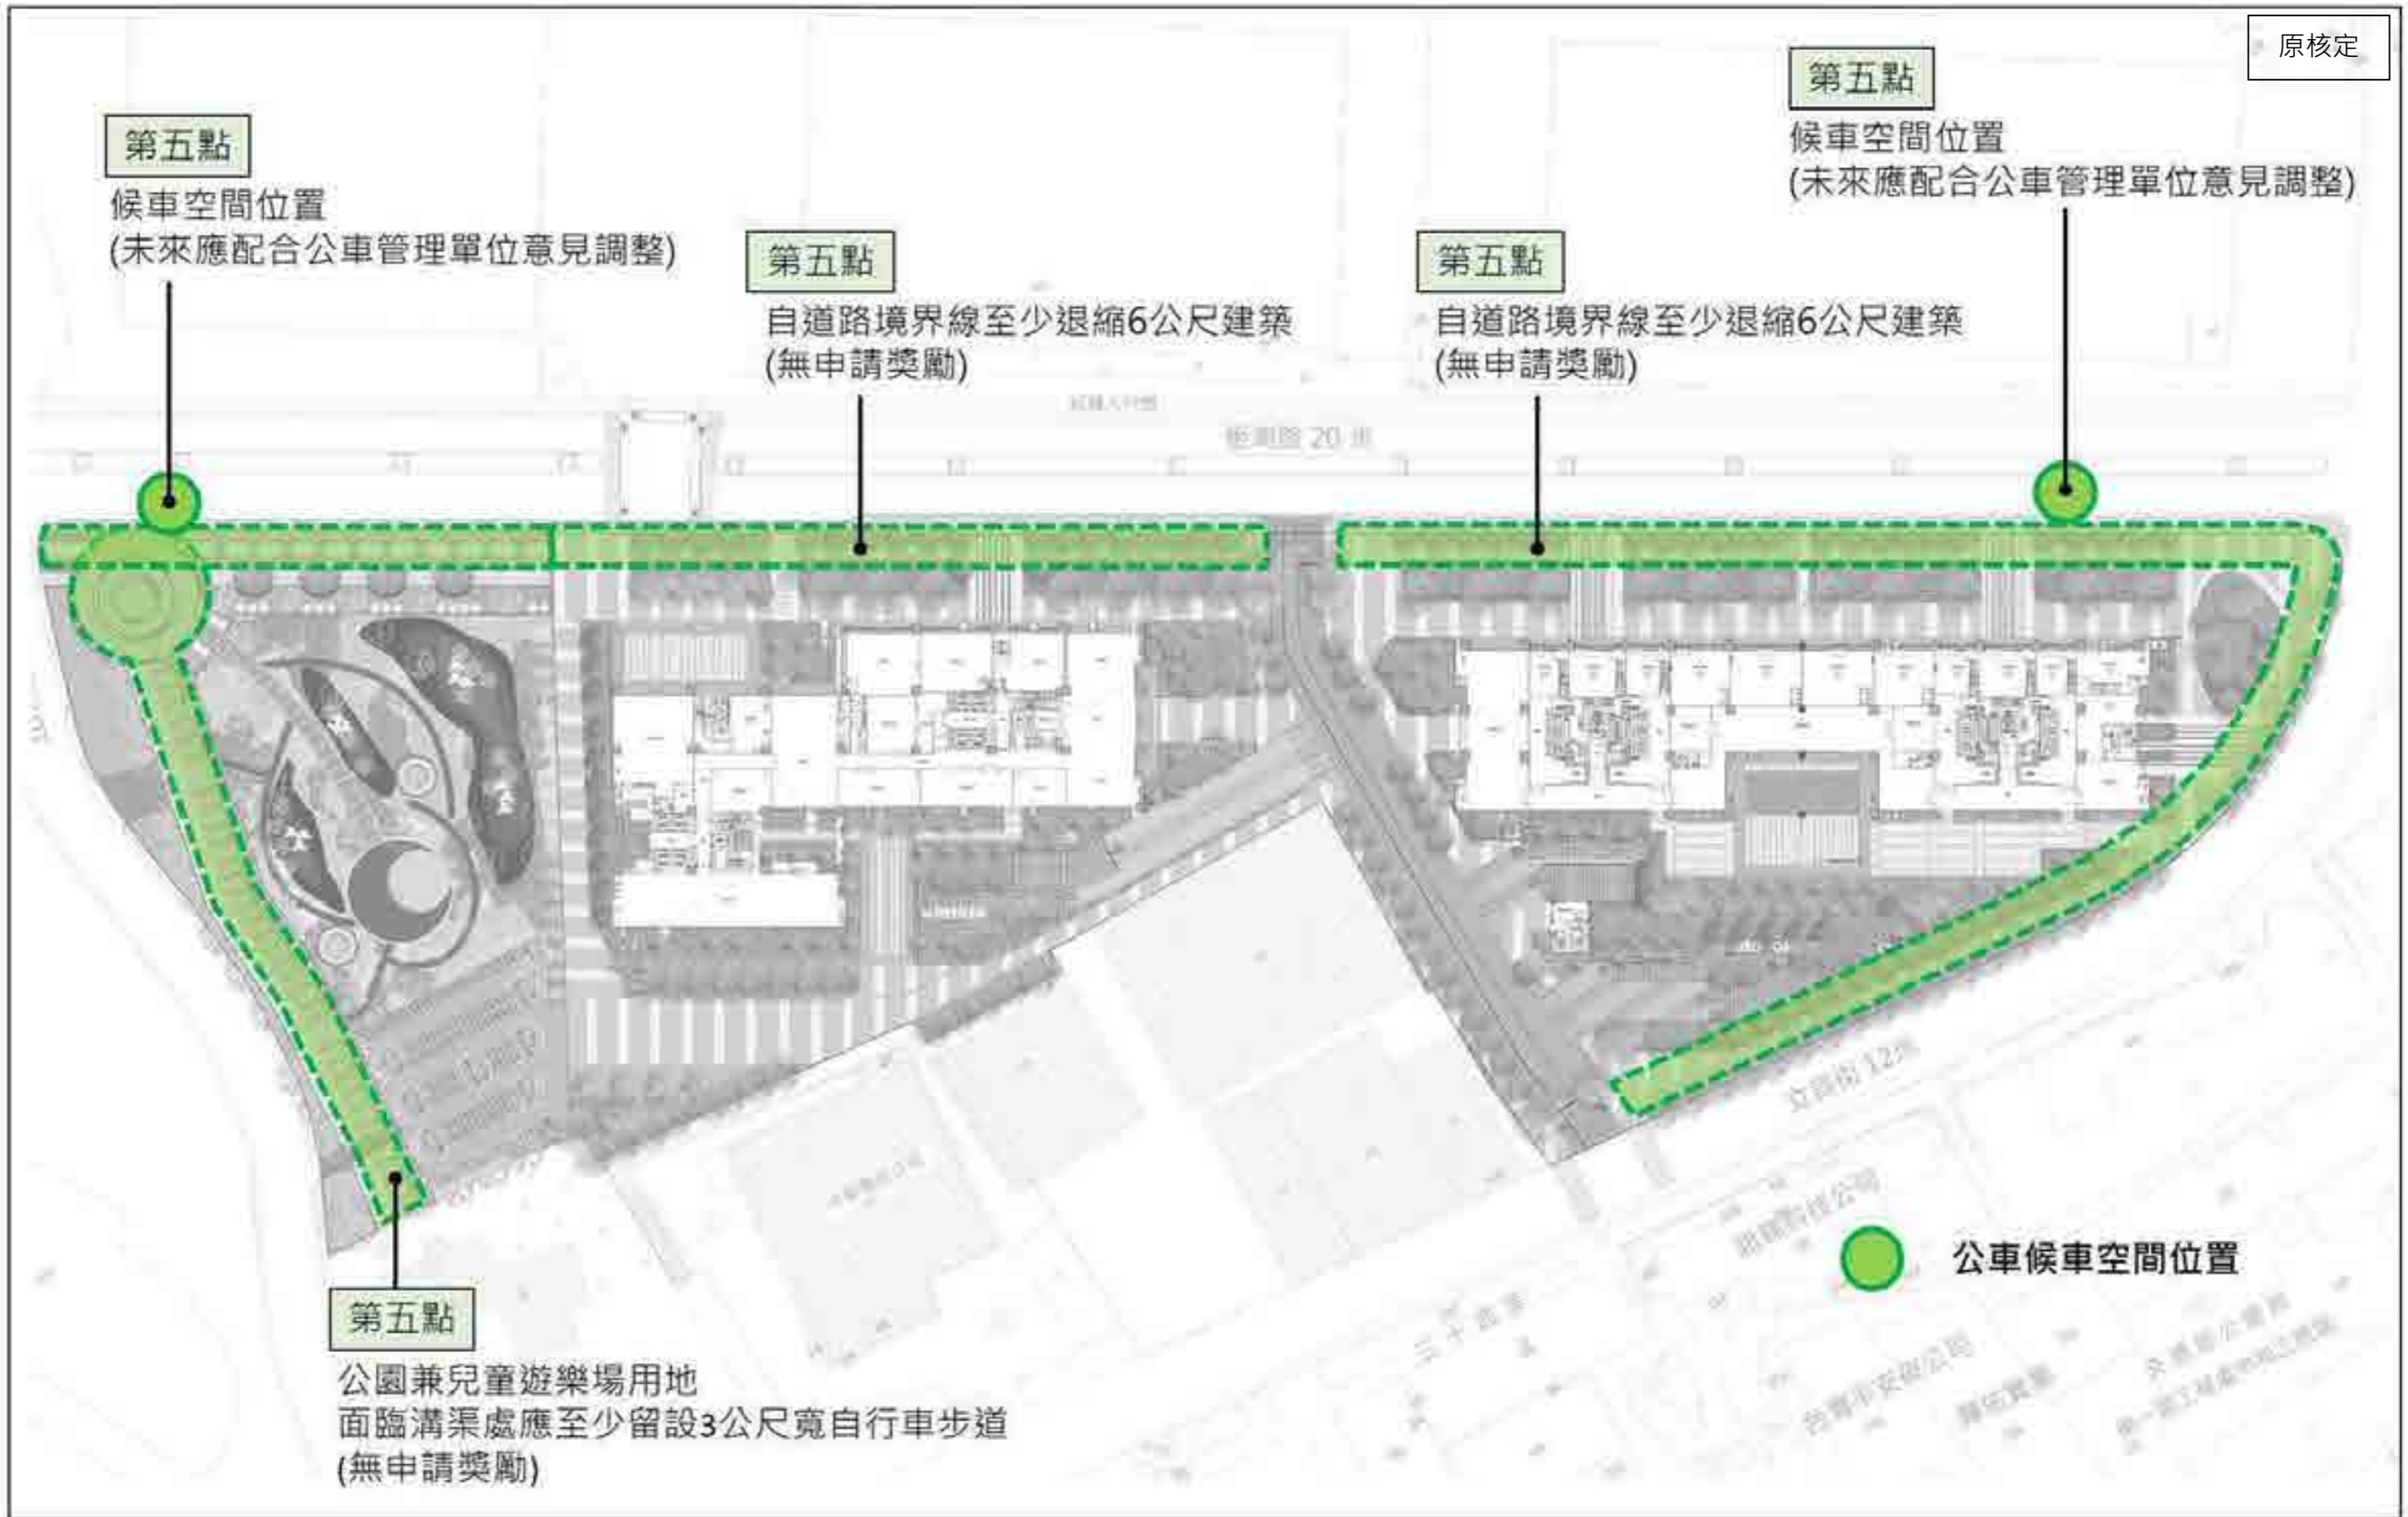 原核定
第五點
候車空間位置
(未來應配合公車管理單位意見調整)
第五點
候車空間位置
(未來應配合公車管理單位意見調整)
第五點
自道路境界線至少退縮6公尺建築
(無申請獎勵)
第五點
自道路境界線至少退縮6公尺建築
(無申請獎勵)
公車候車空間位置
第五點
公園兼兒童遊樂場用地
面臨溝渠處應至少留設3公尺寬自行車步道
(無申請獎勵)